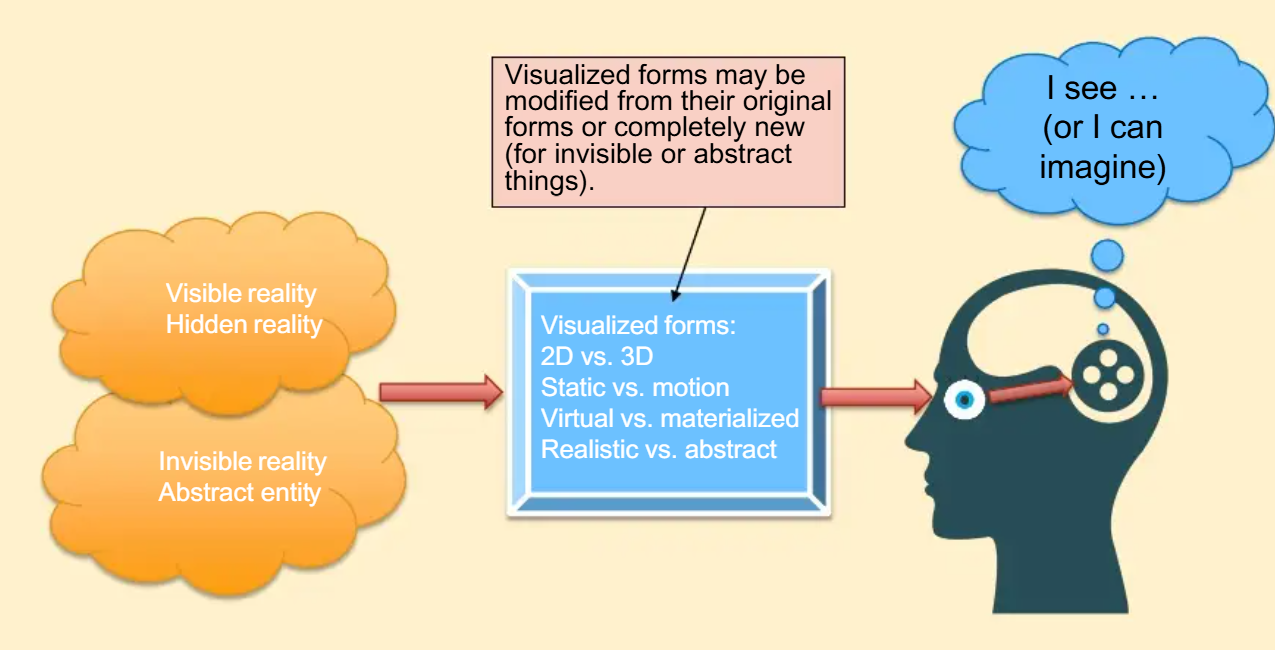 Visualized forms may be
modified from their original
forms or completely new
(for invisible or abstract
things).
I see …
(or I can
imagine)
Visible reality
Hidden reality
Invisible reality
Abstract entity
Visualized forms:
2D vs. 3D
Static vs. motion
Virtual vs. materialized
Realistic vs. abstract